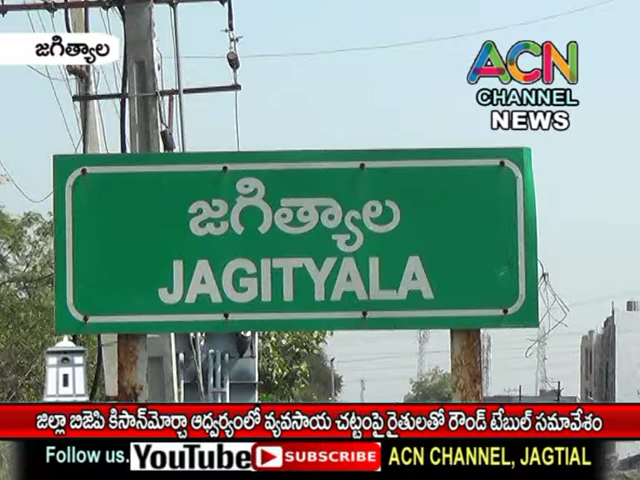 జగిత్యాల
ACN
CHANNEL
NEWS
జగిత్యాల
JAGITYALA
జిల్లా బిజెపి కిసాన్‌మోర్చా ఆధ్వర్యంలో వ్యవసాయ చట్టంపై రైతులతో రౌండ్ టేబుల్ సమావేశం
Follow us. YouTube SUBSCRIBE ACN CHANNEL, JAGTIAL